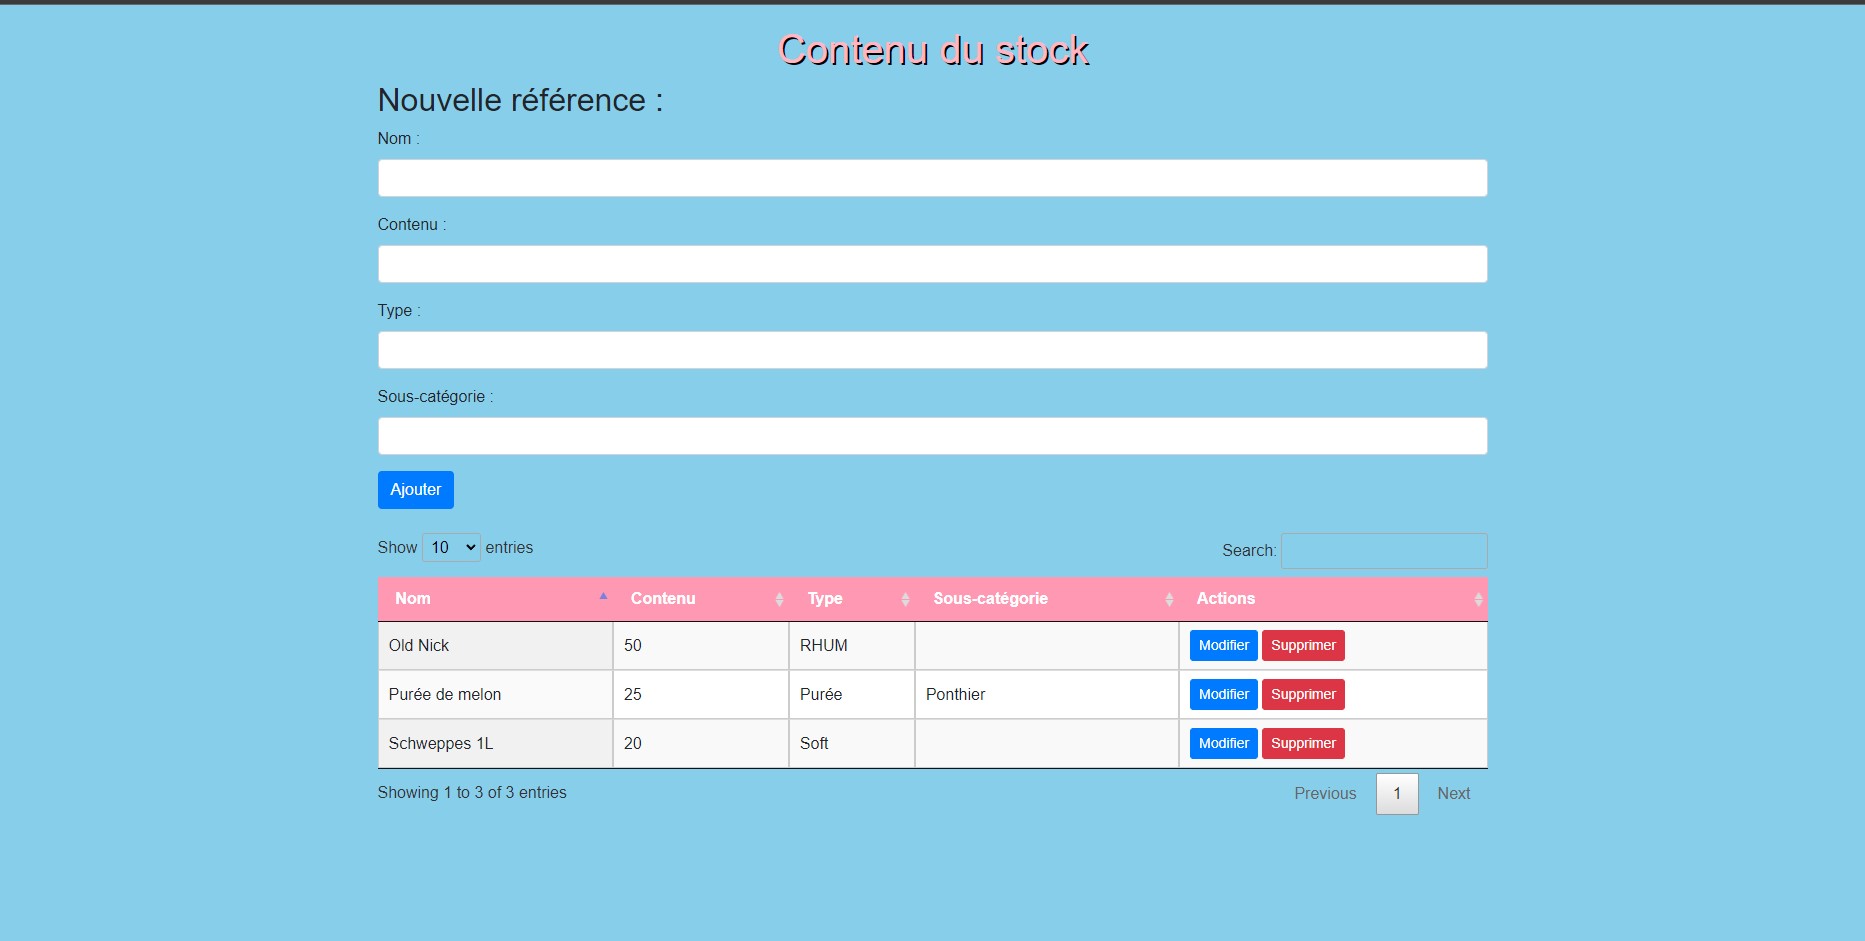 Contenu du stock
Nouvelle référence :
Nom :
Contenu :
Type :
Sous-catégorie :
Ajouter
Show 10 entries Search:
Nom Contenu Type Sous-catégorie Actions
Old Nick 50 RHUM Modifier Supprimer
Purée de melon 25 Purée Ponthier Modifier Supprimer
Schweppes 1L 20 Soft Modifier Supprimer
Showing 1 to 3 of 3 entries Previous 1 Next